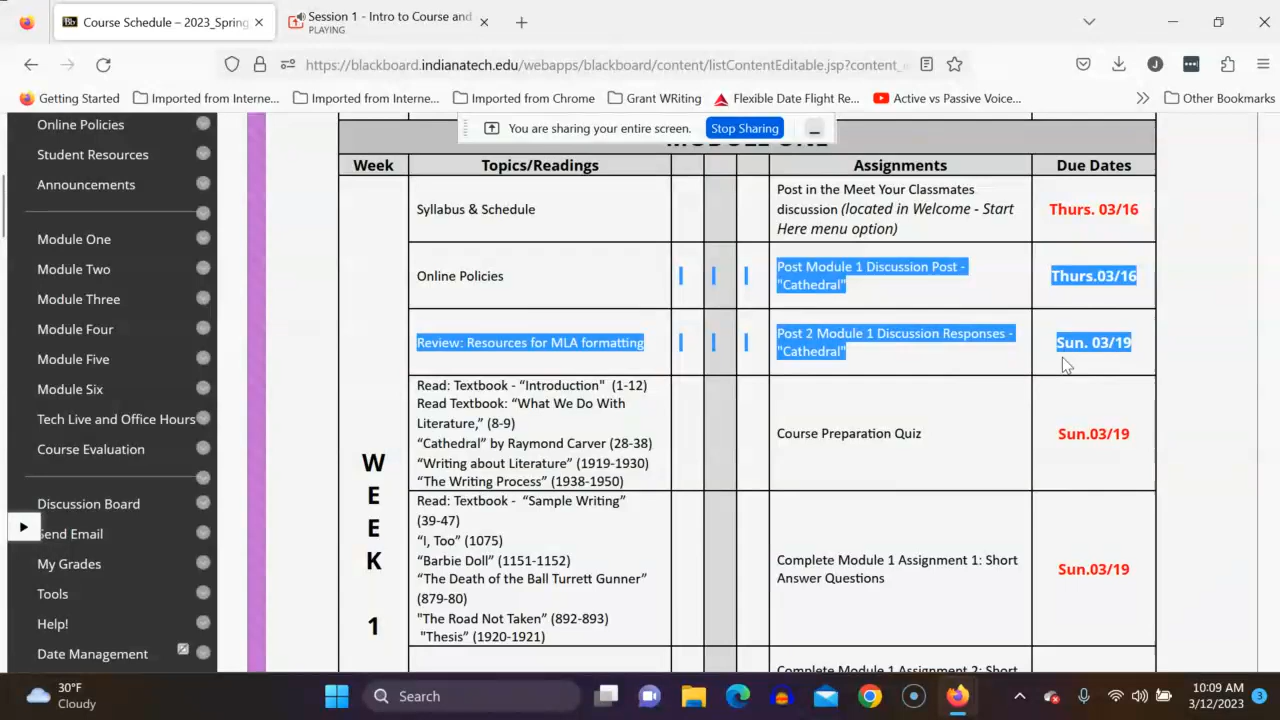 Course Schedule – 2023_Spring
Session 1 - Intro to Course and
PLAYING
https://blackboard.indianatech.edu/webapps/blackboard/content/listContentEditable.jsp?content_
Getting Started
Imported from Interne...
Imported from Interne...
Imported from Chrome
Grant WRiting
Flexible Date Flight Re...
Active vs Passive Voice...
Other Bookmarks
You are sharing your entire screen.
Stop Sharing
Online Policies
Student Resources
Announcements
Module One
Module Two
Module Three
Module Four
Module Five
Module Six
Tech Live and Office Hours
Course Evaluation
Discussion Board
Send Email
My Grades
Tools
Help!
Date Management
MODULE ONE
Week
Topics/Readings
Assignments
Due Dates
Syllabus & Schedule
Post in the Meet Your Classmates
discussion (located in Welcome - Start
Here menu option)
Thurs. 03/16
Online Policies
Post Module 1 Discussion Post -
"Cathedral"
Thurs.03/16
Review: Resources for MLA formatting
Post 2 Module 1 Discussion Responses -
"Cathedral"
Sun. 03/19
Read: Textbook - “Introduction" (1-12)
Read Textbook: “What We Do With
Literature,” (8-9)
“Cathedral” by Raymond Carver (28-38)
“Writing about Literature” (1919-1930)
“The Writing Process” (1938-1950)
Course Preparation Quiz
Sun.03/19
W
E
E
K
1
Read: Textbook - “Sample Writing”
(39-47)
“I, Too” (1075)
“Barbie Doll” (1151-1152)
“The Death of the Ball Turrett Gunner”
(879-80)
"The Road Not Taken” (892-893)
"Thesis” (1920-1921)
Complete Module 1 Assignment 1: Short
Answer Questions
Sun.03/19
Complete Module 1 Assignment 2: Short
30°F
Cloudy
Search
10:09 AM
3/12/2023
3